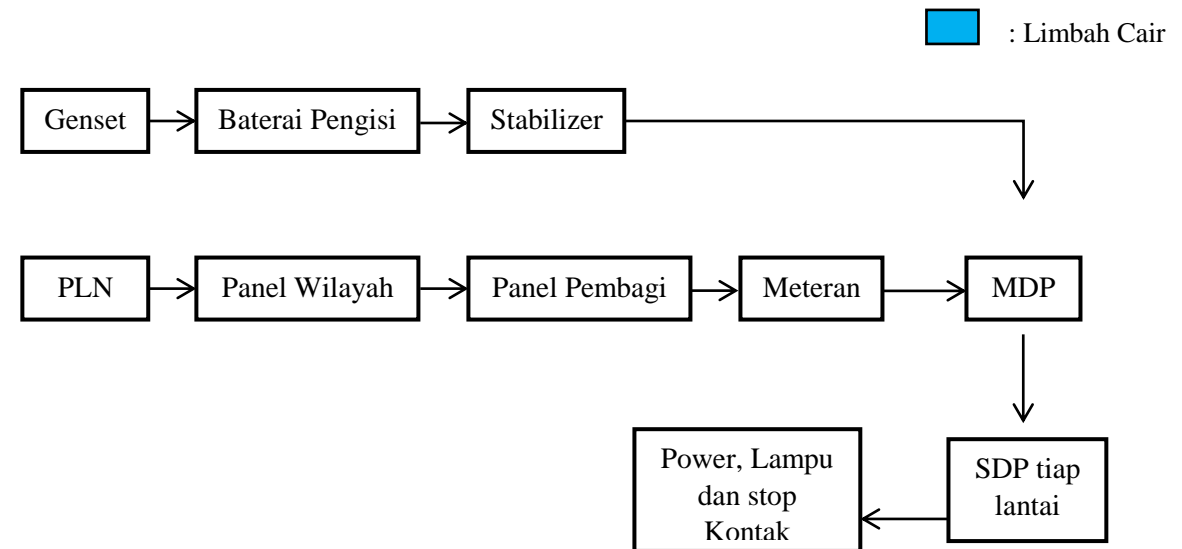 : Limbah Cair
Genset
Baterai Pengisi
Stabilizer
PLN
Panel Wilayah
Panel Pembagi
Meteran
MDP
Power, Lampu
dan stop
Kontak
SDP tiap
lantai